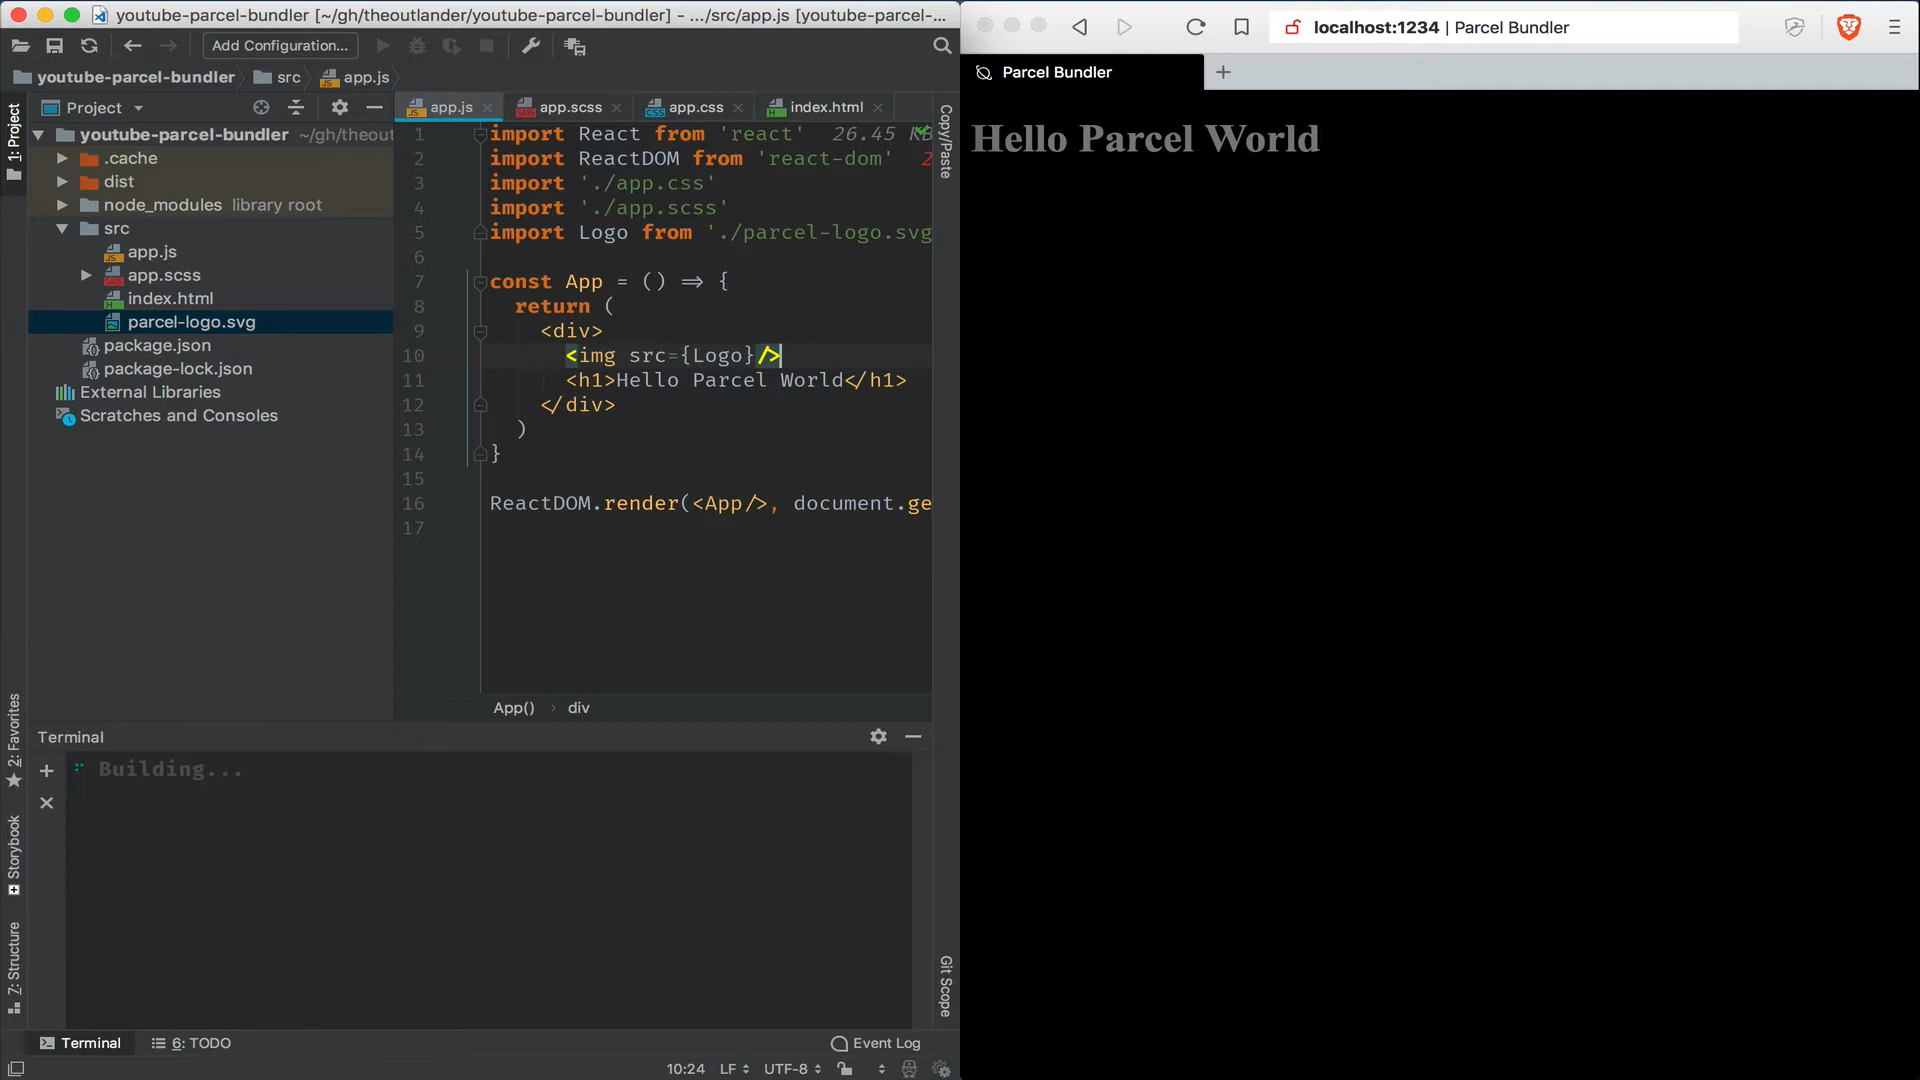 youtube-parcel-bundler [~/gh/theoutlander/youtube-parcel-bundler] - .../src/app.js [youtube-parcel-...
Add Configuration...
youtube-parcel-bundler
src
app.js
1: Project
Project
youtube-parcel-bundler ~/gh/theout
.cache
dist
node_modules library root
src
app.js
app.scss
index.html
parcel-logo.svg
package.json
package-lock.json
External Libraries
Scratches and Consoles
app.js
app.scss
app.css
index.html
1 import React from 'react' 26.45 KB
2 import ReactDOM from 'react-dom' 2
3 import './app.css'
4 import './app.scss'
5 import Logo from './parcel-logo.svg
6
7 const App = () => {
8 return (
9 <div>
10 <img src={Logo}/>
11 <h1>Hello Parcel World</h1>
12 </div>
13 )
14 }
15
16 ReactDOM.render(<App/>, document.ge
17
App() › div
Copy/Paste
Git Scope
2: Favorites
Storybook
7: Structure
Terminal
Building...
Terminal
6: TODO
Event Log
10:24 LF UTF-8
localhost:1234 | Parcel Bundler
Parcel Bundler
Hello Parcel World